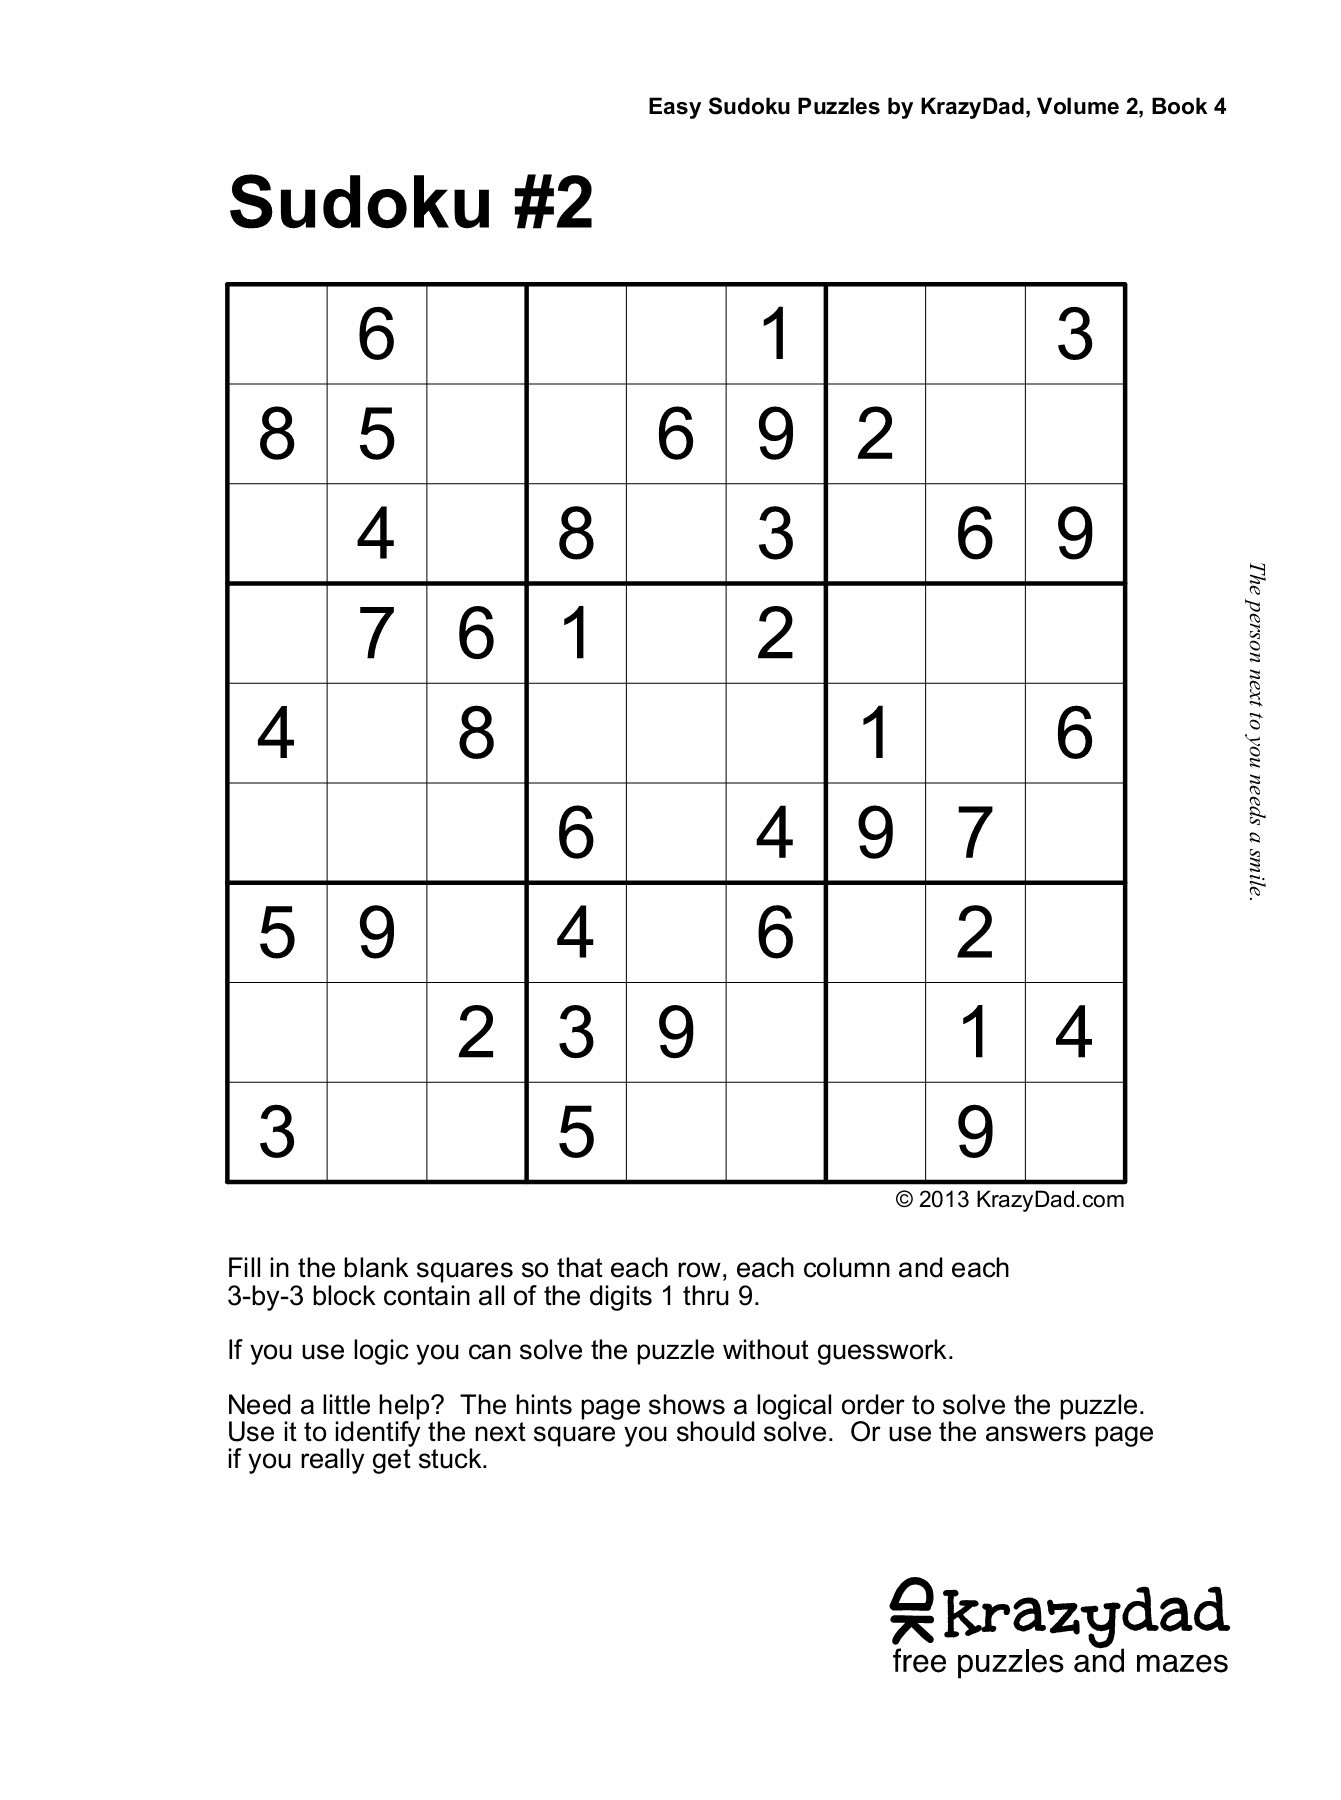 Easy Sudoku Puzzles by KrazyDad, Volume 2, Book 4
Sudoku #2
6 1 3
8 5 6 9 2
4 8 3 6 9
7 6 1 2
4 8 1 6
6 4 9 7
5 9 4 6 2
2 3 9 1 4
3 5 9
The person next to you needs a smile.
© 2013 KrazyDad.com
Fill in the blank squares so that each row, each column and each
3-by-3 block contain all of the digits 1 thru 9.
If you use logic you can solve the puzzle without guesswork.
Need a little help?  The hints page shows a logical order to solve the puzzle.
Use it to identify the next square you should solve.  Or use the answers page
if you really get stuck.
DK krazydad
free puzzles and mazes